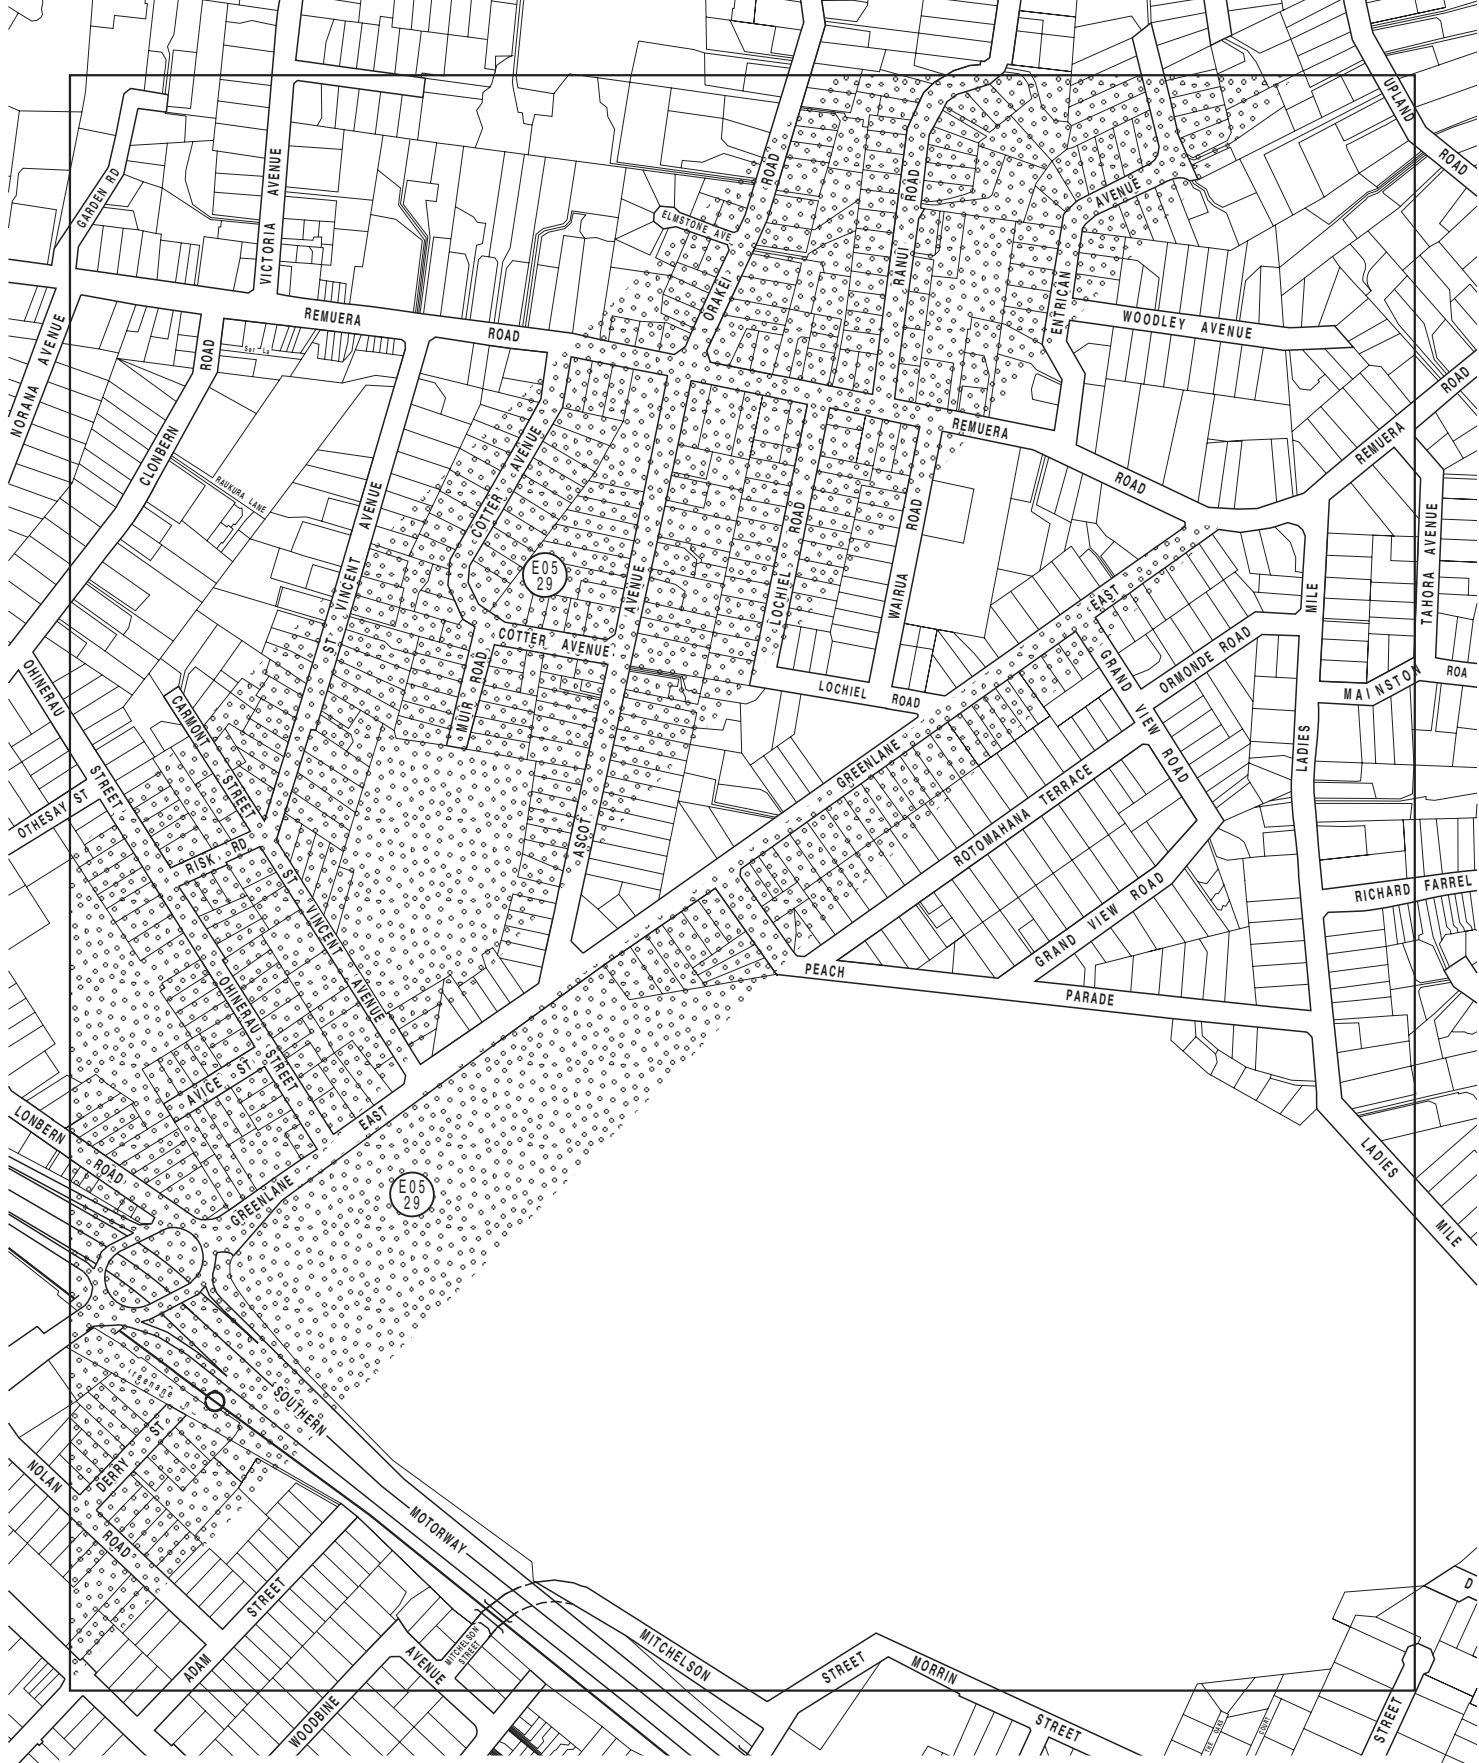 UPLAND
ROAD
GARDEN RD
VICTORIA AVENUE
ROAD
ELMSTONE AVE
ORAKEI
RANUI
ROAD
AVENUE
ENTRICAN
WOODLEY AVENUE
NORANA AVENUE
REMUERA
ROAD
ROAD
CLONBERN
RAUKURA LANE
REMUERA
ROAD
REMUERA
ROAD
TAHORA AVENUE
COTTER AVENUE
ST VINCENT AVENUE
E05
29
AVENUE
ASCOT
LOCHIEL
ROAD
WAIRUA
ROAD
EAST
MILE
LADIES
GRAND
VIEW
ROAD
ORMONDE ROAD
MAINSTON
ROA
COTTER AVENUE
MUIR ROAD
LOCHIEL
ROAD
OHINERAU
STREET
CARMONT
STREET
OTHESAY ST
RISK RD
ST
VINCENT
AVENUE
GREENLANE
ROTOMAHANA TERRACE
GRAND VIEW ROAD
RICHARD FARREL
PEACH
PARADE
OHINERAU
STREET
AVICE ST
EAST
GREENLANE
LONBERN
ROAD
E05
29
LADIES
MILE
SOUTHERN
MOTORWAY
DERRY ST
NOLAN
ROAD
ADAM
STREET
WOODBINE
AVENUE
MITCHELSON
STREET
MITCHELSON
STREET
MORRIN
STREET
THE OAKS
COURT
STREET
D